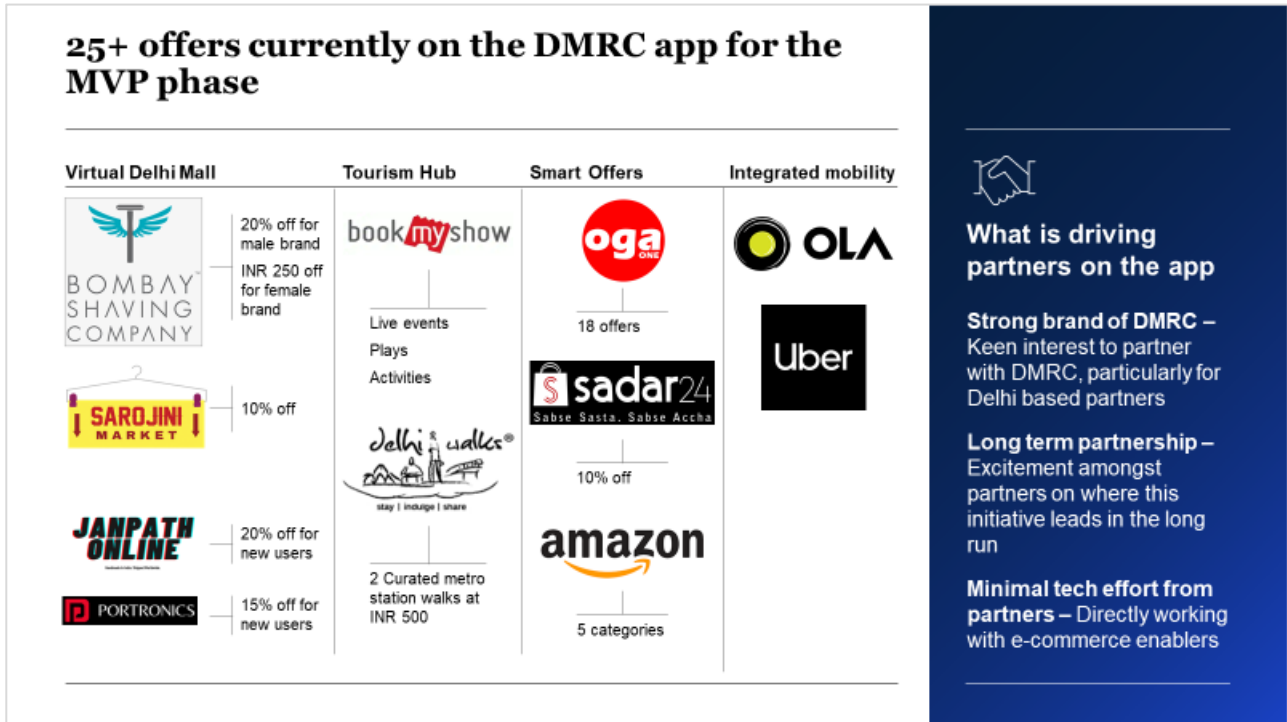 25+ offers currently on the DMRC app for the
MVP phase
Virtual Delhi Mall
BOMBAY
SHAVING
COMPANY
20% off for
male brand
INR 250 off
for female
brand
SAROJINI
MARKET
10% off
JANPATH
ONLINE
20% off for
new users
PORTRONICS
15% off for
new users
Tourism Hub
bookmyshow
Live events
Plays
Activities
delhi walks®
stay | indulge | share
2 Curated metro
station walks at
INR 500
Smart Offers
oga
ONE
18 offers
sadar24
Sabse Sasta. Sabse Accha
10% off
amazon
5 categories
Integrated mobility
OLA
Uber
What is driving
partners on the app
Strong brand of DMRC –
Keen interest to partner
with DMRC, particularly for
Delhi based partners
Long term partnership –
Excitement amongst
partners on where this
initiative leads in the long
run
Minimal tech effort from
partners – Directly working
with e-commerce enablers